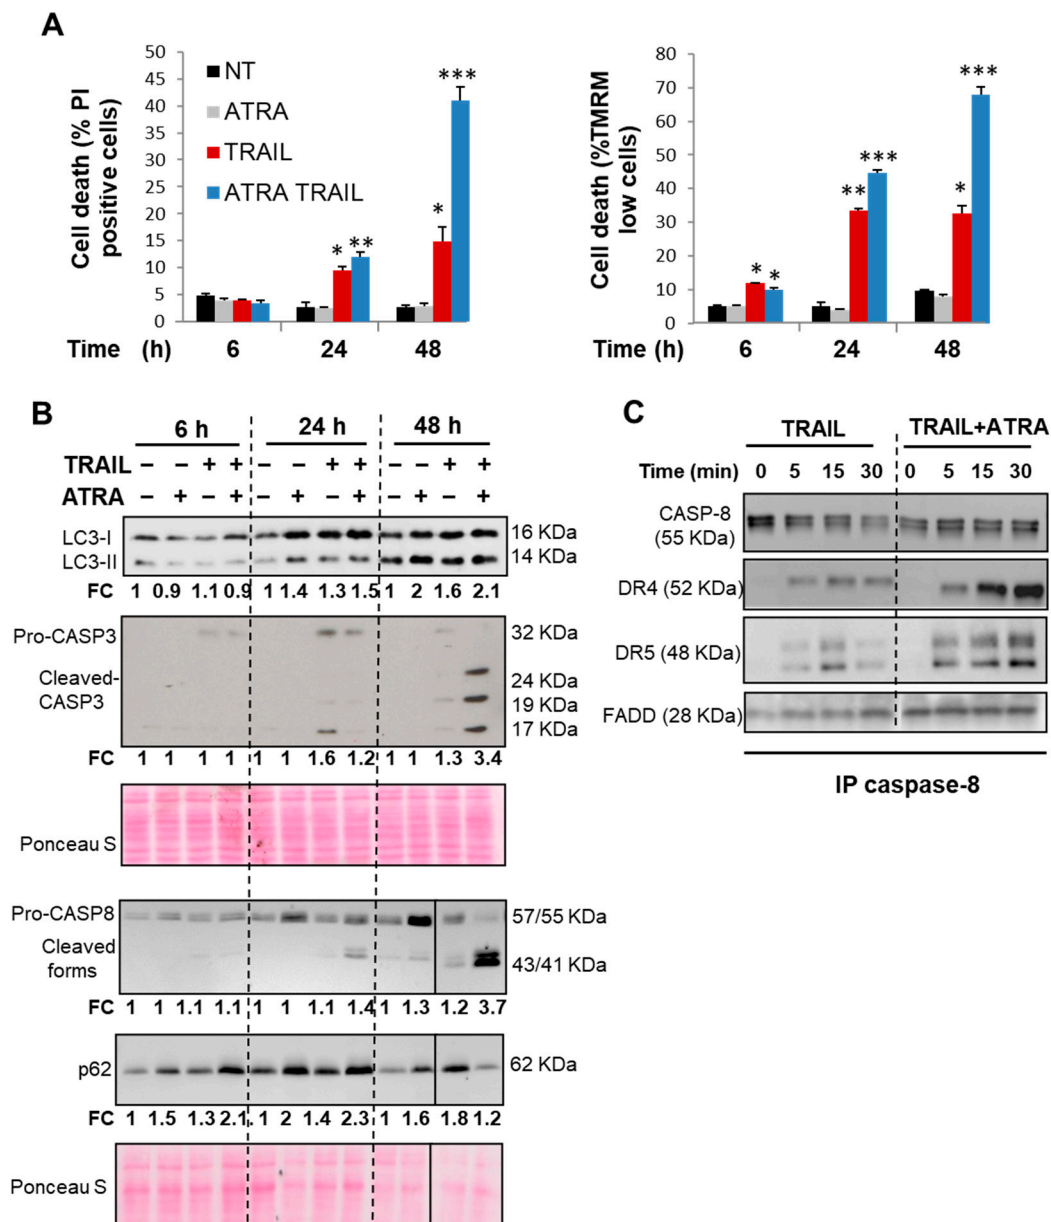 A
Cell death (% PI
positive cells)
50
45
40
35
30
25
20
15
10
5
0
NT
ATRA
TRAIL
ATRA TRAIL
* ** * ***
Time (h) 6 24 48
Cell death (%TMRM
low cells)
80
70
60
50
40
30
20
10
0
* * ** *** * ***
Time (h) 6 24 48
B
6 h 24 h 48 h
TRAIL – – + + – – + + – – + +
ATRA – + – + – + – + – + – +
LC3-I 16 KDa
LC3-II 14 KDa
FC 1 0.9 1.1 0.9 1 1.4 1.3 1.5 1 2 1.6 2.1
Pro-CASP3 32 KDa
Cleaved- 24 KDa
CASP3 19 KDa
17 KDa
FC 1 1 1 1 1 1 1.6 1.2 1 1 1.3 3.4
Ponceau S
Pro-CASP8 57/55 KDa
Cleaved
forms 43/41 KDa
FC 1 1 1.1 1.1 1 1 1.1 1.4 1 1.3 1.2 3.7
p62 62 KDa
FC 1 1.5 1.3 2.1 . 1 2 1.4 2.3 1 1.6 1.8 1.2
Ponceau S
C
TRAIL TRAIL+ATRA
Time (min) 0 5 15 30 0 5 15 30
CASP-8
(55 KDa)
DR4 (52 KDa)
DR5 (48 KDa)
FADD (28 KDa)
IP caspase-8